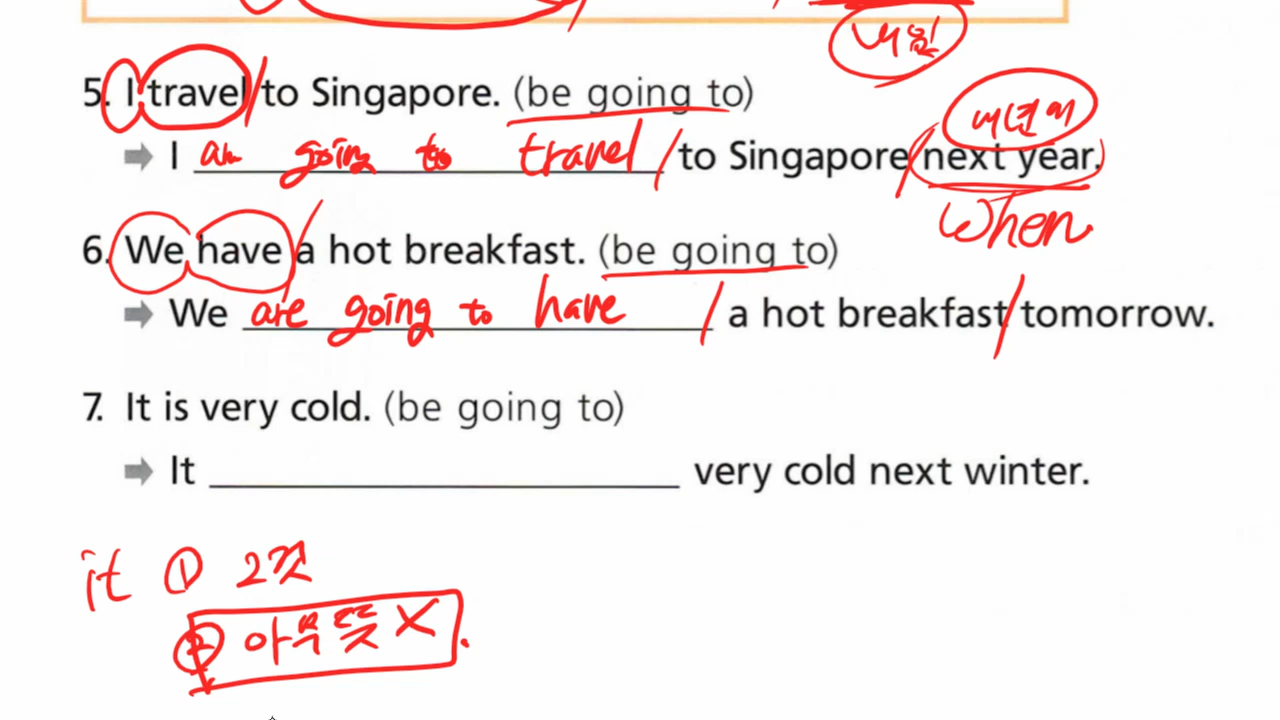 내일
5. I travel to Singapore. (be going to)
내년에
➡ I am going to travel to Singapore next year.
When
6. We have a hot breakfast. (be going to)
➡ We are going to have a hot breakfast tomorrow.
7. It is very cold. (be going to)
➡ It ____________ very cold next winter.
it ① 그것
② 아무 뜻 X.